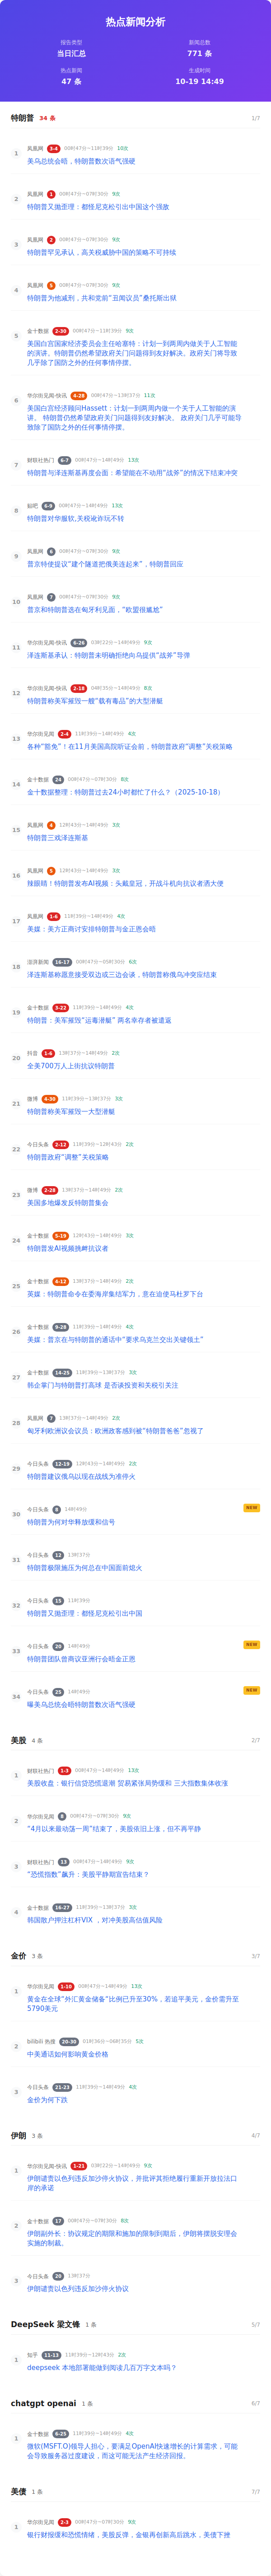 热点新闻分析
报告类型
当日汇总
新闻总数
771 条
热点新闻
47 条
生成时间
10-19 14:49
特朗普 34 条 1/7
1 凤凰网 3-4 00时47分~11时39分 10次
美乌总统会晤，特朗普数次语气强硬
2 凤凰网 1 00时47分~07时30分 9次
特朗普又抛歪理：都怪尼克松引出中国这个强敌
3 凤凰网 2 00时47分~07时30分 9次
特朗普罕见承认，高关税威胁中国的策略不可持续
4 凤凰网 5 00时47分~07时30分 9次
特朗普为他减刑，共和党前“丑闻议员”桑托斯出狱
5 金十数据 2-30 00时47分~11时39分 9次
美国白宫国家经济委员会主任哈塞特：计划一到两周内做关于人工智能
的演讲。特朗普仍然希望政府关门问题得到友好解决。政府关门将导致
几乎除了国防之外的任何事情停摆。
6 华尔街见闻-快讯 4-28 00时47分~13时37分 11次
美国白宫经济顾问Hassett：计划一到两周内做一个关于人工智能的演
讲。 特朗普仍然希望政府关门问题得到友好解决。 政府关门几乎可能导
致除了国防之外的任何事情停摆。
7 财联社热门 6-7 00时47分~14时49分 13次
特朗普与泽连斯基再度会面：希望能在不动用“战斧”的情况下结束冲突
8 贴吧 6-9 00时47分~14时49分 13次
特朗普对华服软,关税讹诈玩不转
9 凤凰网 6 00时47分~07时30分 9次
普京特使提议“建个隧道把俄美连起来”，特朗普回应
10 凤凰网 7 00时47分~07时30分 9次
普京和特朗普选在匈牙利见面，“欧盟很尴尬”
11 华尔街见闻-快讯 6-26 03时22分~14时49分 9次
泽连斯基承认：特朗普未明确拒绝向乌提供“战斧”导弹
12 华尔街见闻-快讯 2-18 04时35分~14时49分 8次
特朗普称美军摧毁一艘“载有毒品”的大型潜艇
13 华尔街见闻 2-4 11时39分~14时49分 4次
各种“豁免”！在11月美国高院听证会前，特朗普政府“调整”关税策略
14 金十数据 24 00时47分~07时30分 8次
金十数据整理：特朗普过去24小时都忙了什么？（2025-10-18）
15 凤凰网 4 12时43分~14时49分 3次
特朗普三戏泽连斯基
16 凤凰网 5 12时43分~14时49分 3次
辣眼睛！特朗普发布AI视频：头戴皇冠，开战斗机向抗议者洒大便
17 凤凰网 1-6 11时39分~14时49分 4次
美媒：美方正商讨安排特朗普与金正恩会晤
18 澎湃新闻 16-17 00时47分~05时30分 6次
泽连斯基称愿意接受双边或三边会谈，特朗普称俄乌冲突应结束
19 金十数据 3-22 11时39分~14时49分 4次
特朗普：美军摧毁“运毒潜艇” 两名幸存者被遣返
20 抖音 1-6 13时37分~14时49分 2次
全美700万人上街抗议特朗普
21 微博 4-30 11时39分~13时37分 3次
特朗普称美军摧毁一大型潜艇
22 今日头条 2-12 11时39分~12时43分 2次
特朗普政府“调整”关税策略
23 微博 2-28 13时37分~14时49分 2次
美国多地爆发反特朗普集会
24 金十数据 5-19 12时43分~14时49分 3次
特朗普发AI视频挑衅抗议者
25 金十数据 4-12 13时37分~14时49分 2次
英媒：特朗普命令在委海岸集结军力，意在迫使马杜罗下台
26 金十数据 9-28 11时39分~14时49分 4次
美媒：普京在与特朗普的通话中“要求乌克兰交出关键领土”
27 金十数据 14-25 11时39分~13时37分 3次
韩企掌门与特朗普打高球 是否谈投资和关税引关注
28 凤凰网 7 13时37分~14时49分 2次
匈牙利欧洲议会议员：欧洲政客感到被“特朗普爸爸”忽视了
29 今日头条 12-19 12时43分~14时49分 2次
特朗普建议俄乌以现在战线为准停火
30 今日头条 8 14时49分 NEW
特朗普为何对华释放缓和信号
31 今日头条 12 13时37分
特朗普极限施压为何总在中国面前熄火
32 今日头条 15 11时39分
特朗普又抛歪理：都怪尼克松引出中国
33 今日头条 20 14时49分 NEW
特朗普团队曾商议亚洲行会晤金正恩
34 今日头条 25 14时49分 NEW
曝美乌总统会晤特朗普数次语气强硬
美股 4 条 2/7
1 财联社热门 1-3 00时47分~14时49分 13次
美股收盘：银行信贷恐慌退潮 贸易紧张局势缓和 三大指数集体收涨
2 华尔街见闻 6 00时47分~07时30分 9次
“4月以来最动荡一周”结束了，美股依旧上涨，但不再平静
3 财联社热门 13 00时47分~14时49分 9次
“恐慌指数”飙升：美股平静期宣告结束？
4 金十数据 16-27 11时39分~13时37分 3次
韩国散户押注杠杆VIX ，对冲美股高估值风险
金价 3 条 3/7
1 华尔街见闻 1-10 00时47分~14时49分 13次
黄金在全球“外汇黄金储备”比例已升至30%，若追平美元，金价需升至
5790美元
2 bilibili 热搜 20-30 01时36分~06时35分 5次
中美通话如何影响黄金价格
3 今日头条 21-23 11时39分~14时49分 4次
金价为何下跌
伊朗 3 条 4/7
1 华尔街见闻-快讯 1-21 03时22分~14时49分 9次
伊朗谴责以色列违反加沙停火协议，并批评其拒绝履行重新开放拉法口
岸的承诺
2 金十数据 17 00时47分~07时30分 8次
伊朗副外长：协议规定的期限和施加的限制到期后，伊朗将摆脱安理会
实施的制裁。
3 今日头条 20 13时37分
伊朗谴责以色列违反加沙停火协议
DeepSeek 梁文锋 1 条 5/7
1 知乎 11-13 11时39分~12时43分 2次
deepseek 本地部署能做到阅读几百万字文本吗？
chatgpt openai 1 条 6/7
1 金十数据 6-25 11时39分~14时49分 4次
微软(MSFT.O)领导人担心，要满足OpenAI快速增长的计算需求，可能
会导致服务器过度建设，而这可能无法产生经济回报。
美债 1 条 7/7
1 华尔街见闻 2-3 00时47分~07时30分 9次
银行财报缓和恐慌情绪，美股反弹，金银再创新高后跳水，美债下挫